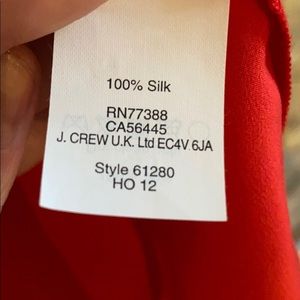 100% Silk
RN77388
CA56445
J. CREW U.K. Ltd EC4V 6JA
Style 61280
HO 12